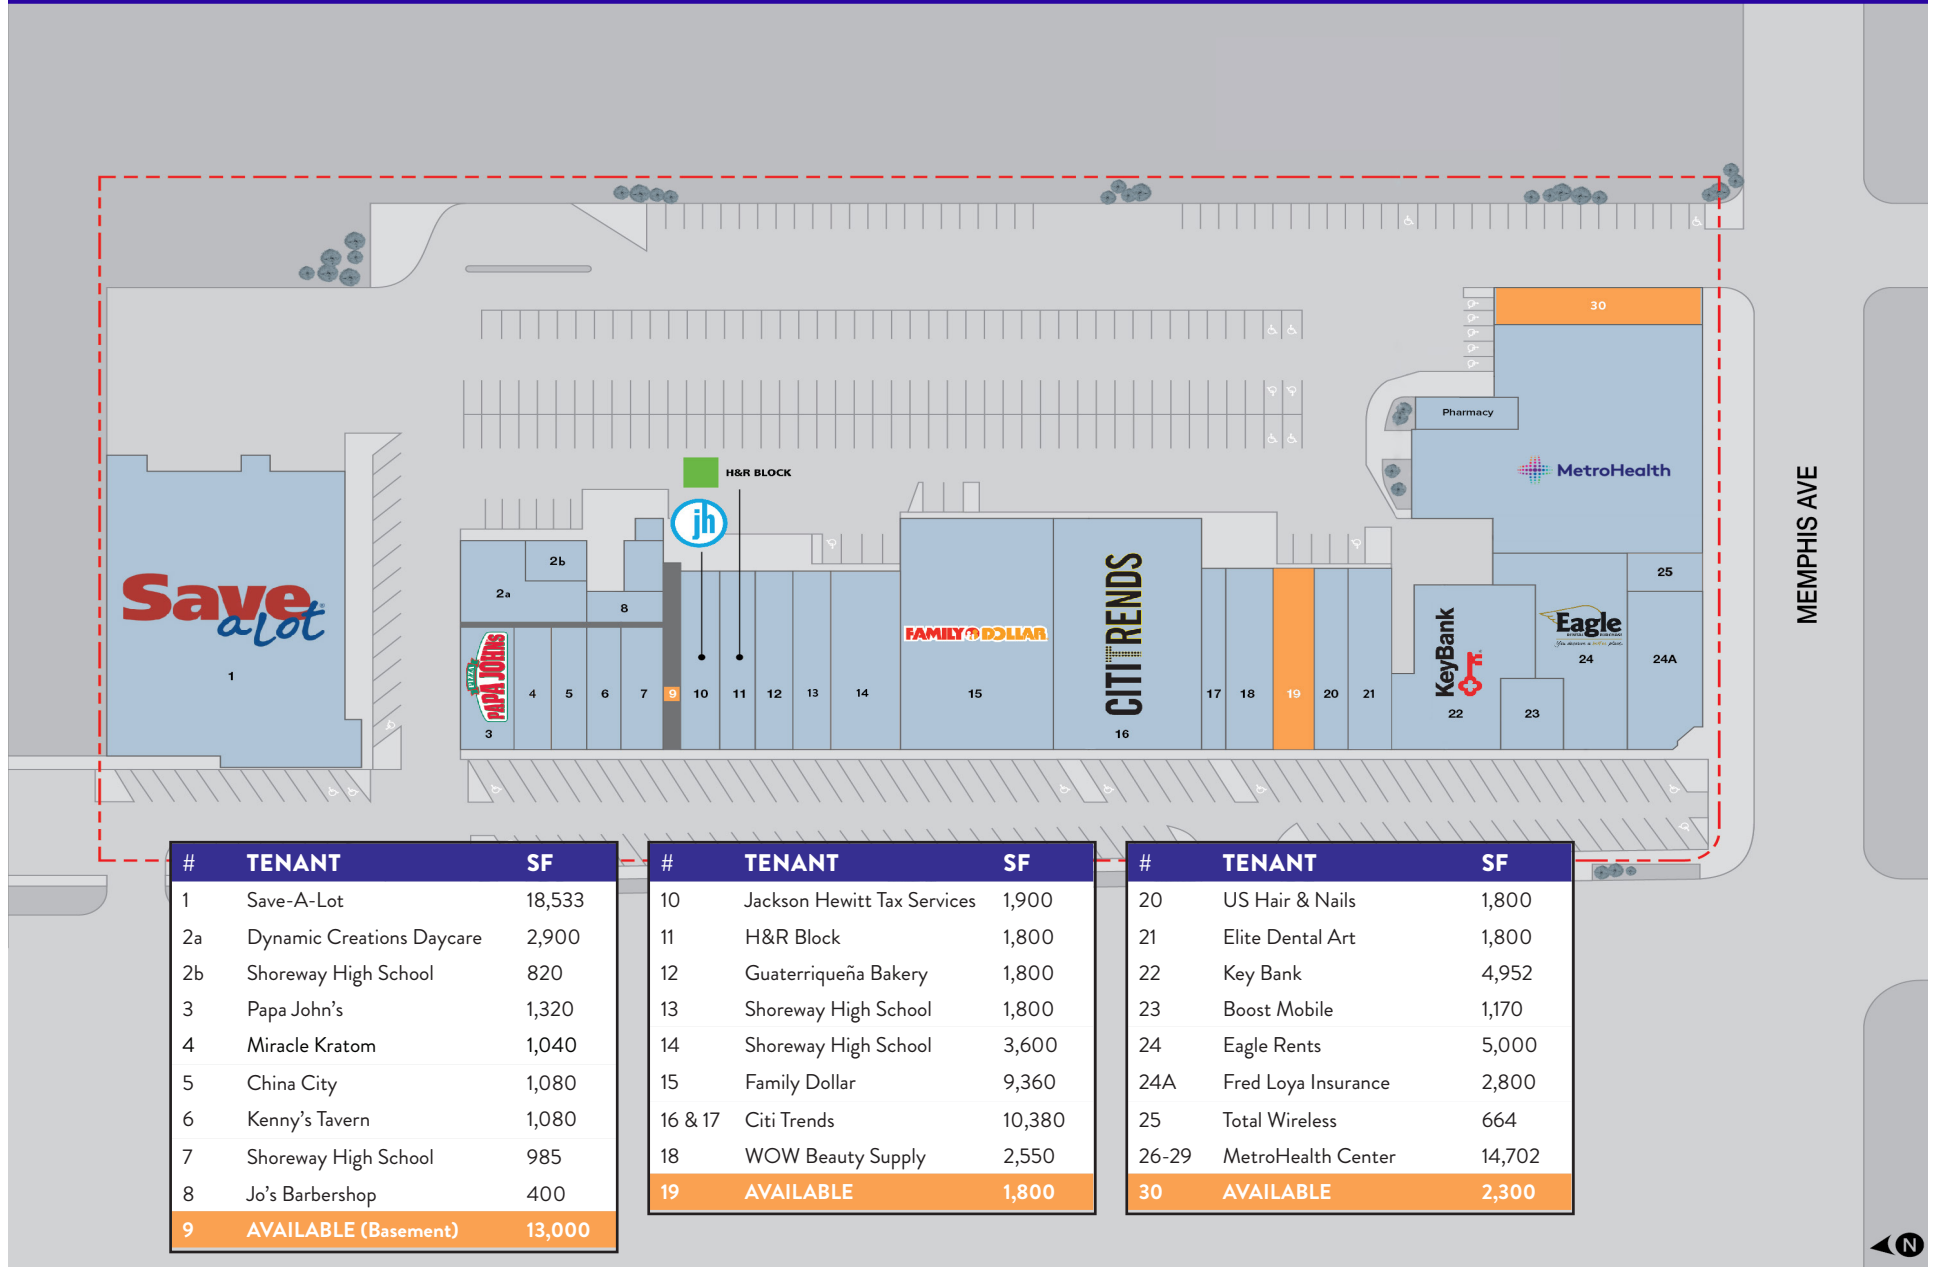 30
Pharmacy
MetroHealth
H&R BLOCK
jh
MEMPHIS AVE
Save
a Lot
1
2b
2a
8
PIZZA
PAPA JOHNS
3
4
5
6
7
9
10
11
12
13
14
FAMILY DOLLAR
15
CITITRENDS
16
17
18
19
20
21
KeyBank
22
23
Eagle
24
25
24A
# TENANT SF
1 Save-A-Lot 18,533
2a Dynamic Creations Daycare 2,900
2b Shoreway High School 820
3 Papa John’s 1,320
4 Miracle Kratom 1,040
5 China City 1,080
6 Kenny’s Tavern 1,080
7 Shoreway High School 985
8 Jo’s Barbershop 400
9 AVAILABLE (Basement) 13,000
# TENANT SF
10 Jackson Hewitt Tax Services 1,900
11 H&R Block 1,800
12 Guaterriqueña Bakery 1,800
13 Shoreway High School 1,800
14 Shoreway High School 3,600
15 Family Dollar 9,360
16 & 17 Citi Trends 10,380
18 WOW Beauty Supply 2,550
19 AVAILABLE 1,800
# TENANT SF
20 US Hair & Nails 1,800
21 Elite Dental Art 1,800
22 Key Bank 4,952
23 Boost Mobile 1,170
24 Eagle Rents 5,000
24A Fred Loya Insurance 2,800
25 Total Wireless 664
26-29 MetroHealth Center 14,702
30 AVAILABLE 2,300
N